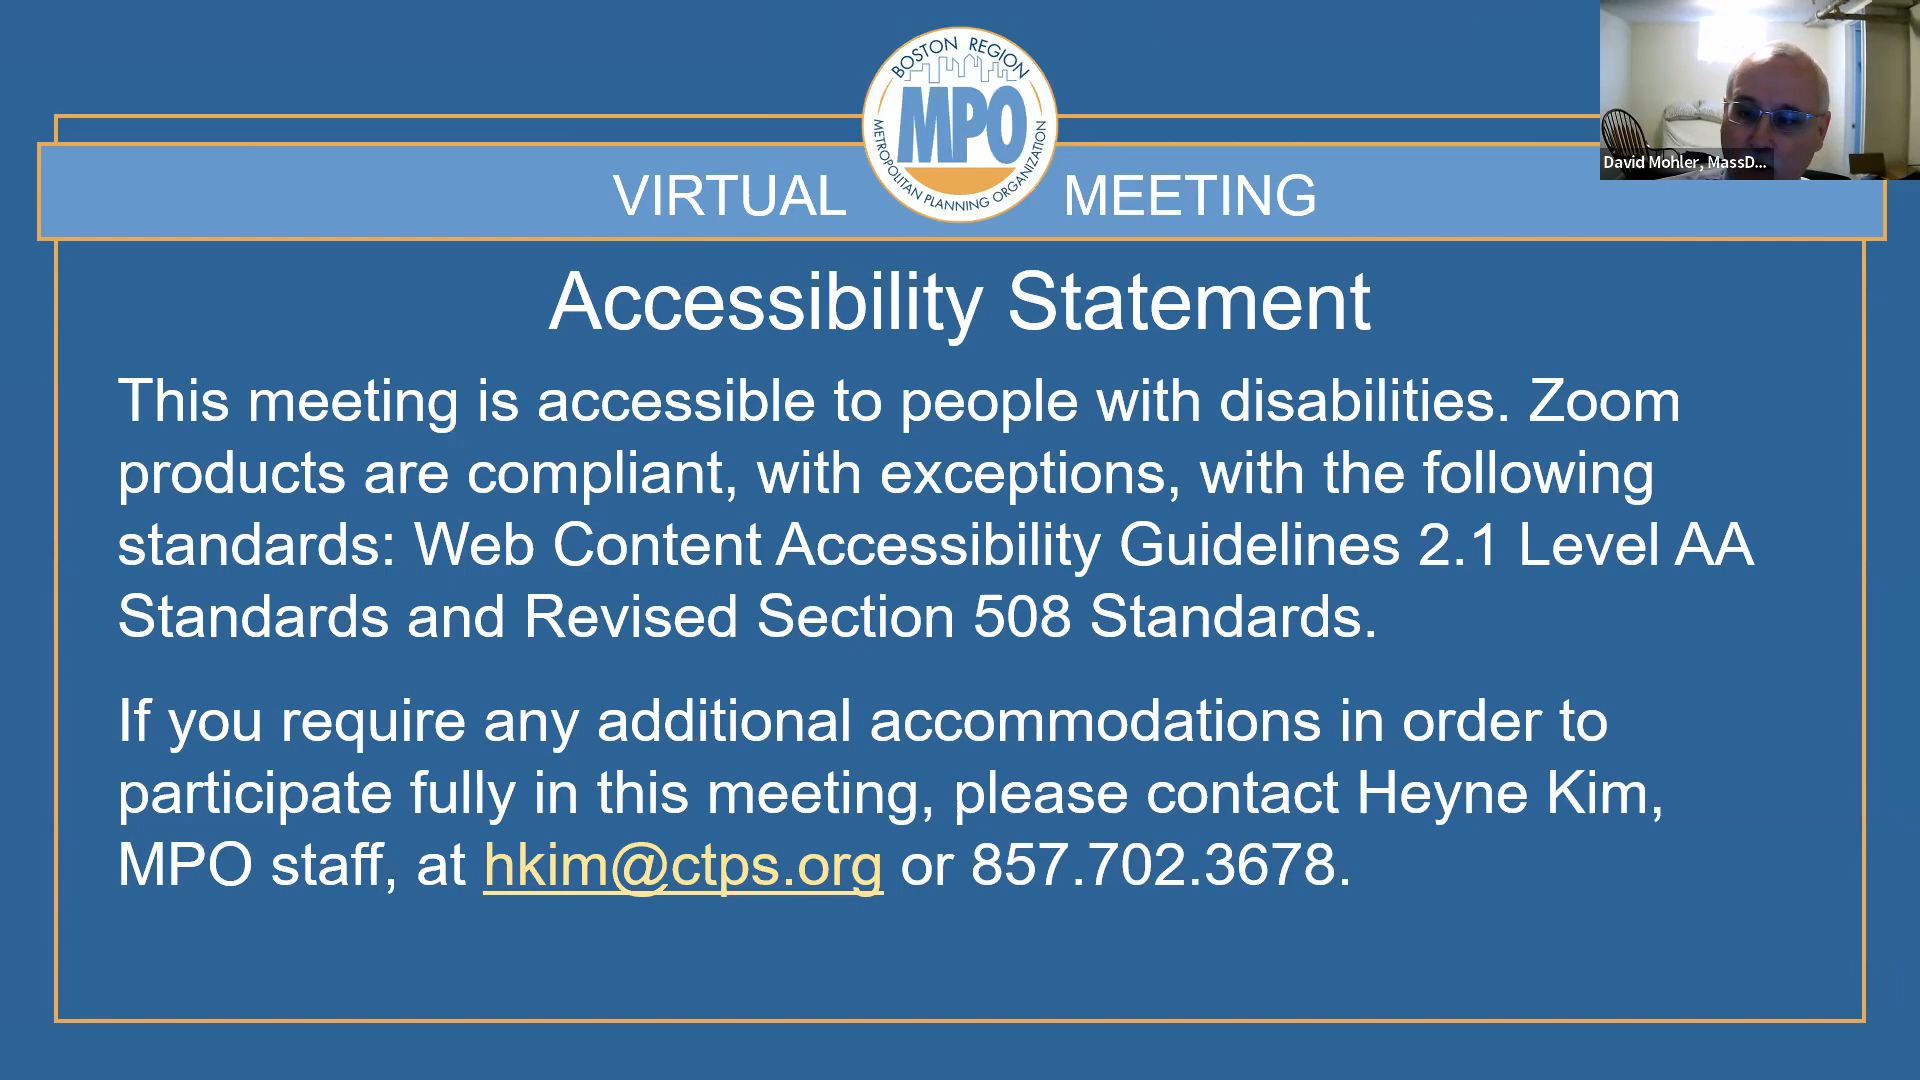 BOSTON REGION
MPO
METROPOLITAN PLANNING ORGANIZATION
VIRTUAL MEETING
David Mohler, MassD...
Accessibility Statement
This meeting is accessible to people with disabilities. Zoom
products are compliant, with exceptions, with the following
standards: Web Content Accessibility Guidelines 2.1 Level AA
Standards and Revised Section 508 Standards.
If you require any additional accommodations in order to
participate fully in this meeting, please contact Heyne Kim,
MPO staff, at hkim@ctps.org or 857.702.3678.